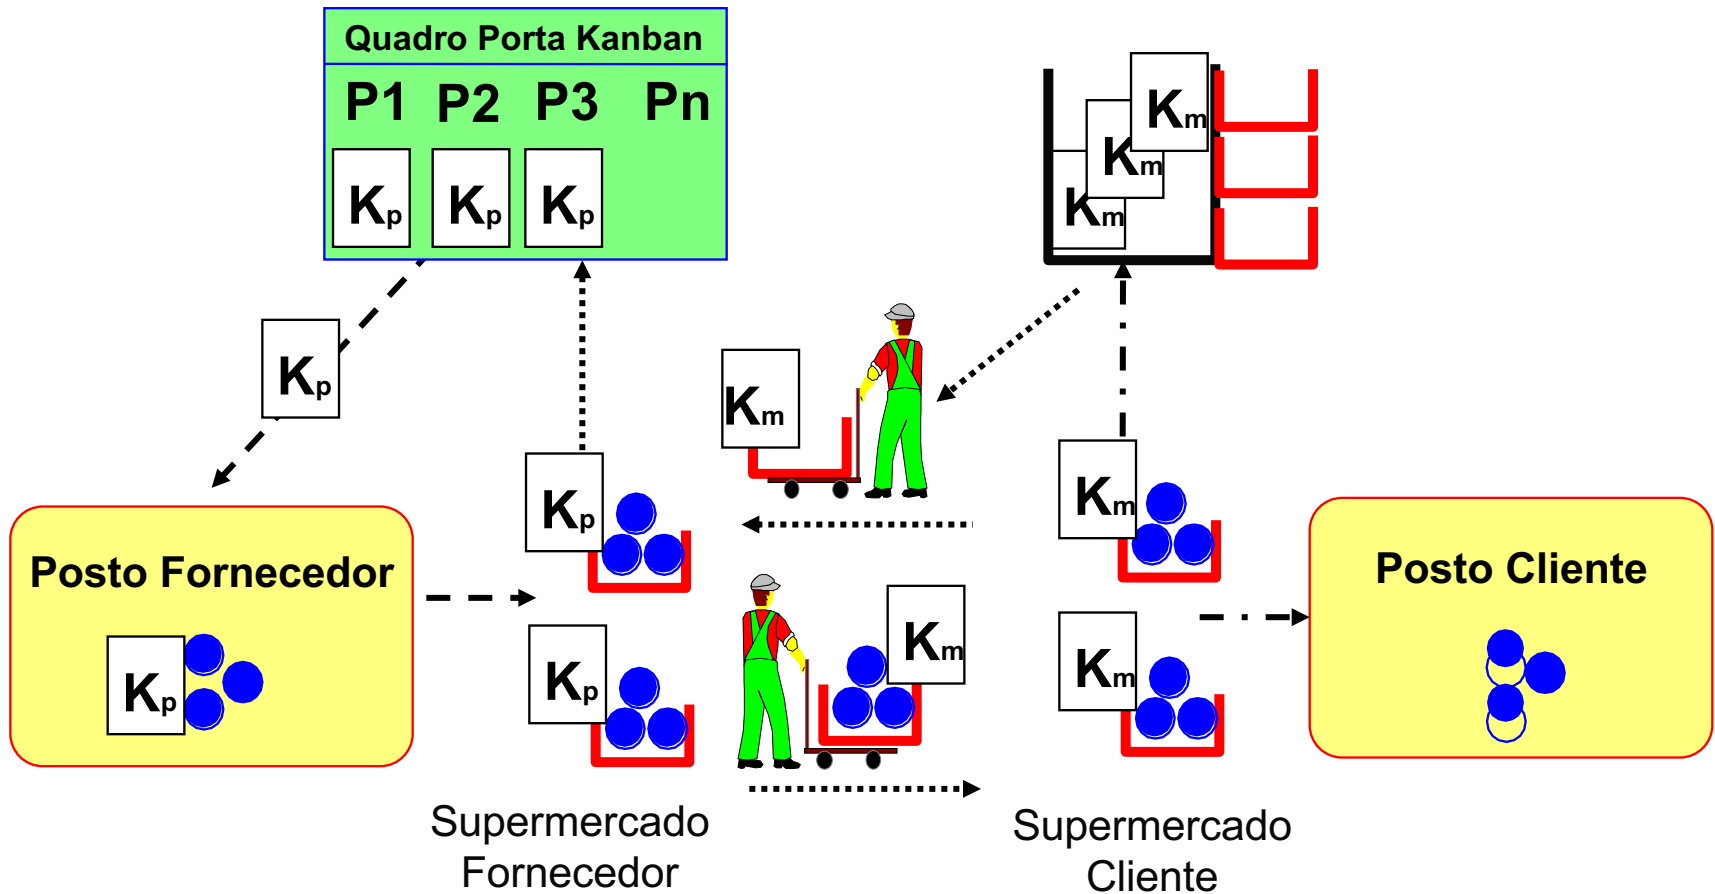 Quadro Porta Kanban
P1 P2 P3 Pn
Kp Kp Kp
Km
Km
Km
Kp
Km
Kp
Km
Posto Fornecedor
Posto Cliente
Kp
Kp
Km
Km
Supermercado
Fornecedor
Supermercado
Cliente